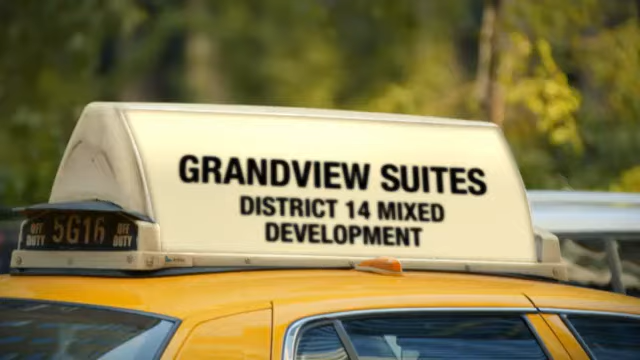 GRANDVIEW SUITES
DISTRICT 14 MIXED
DEVELOPMENT
OFF DUTY
5G16
OFF DUTY